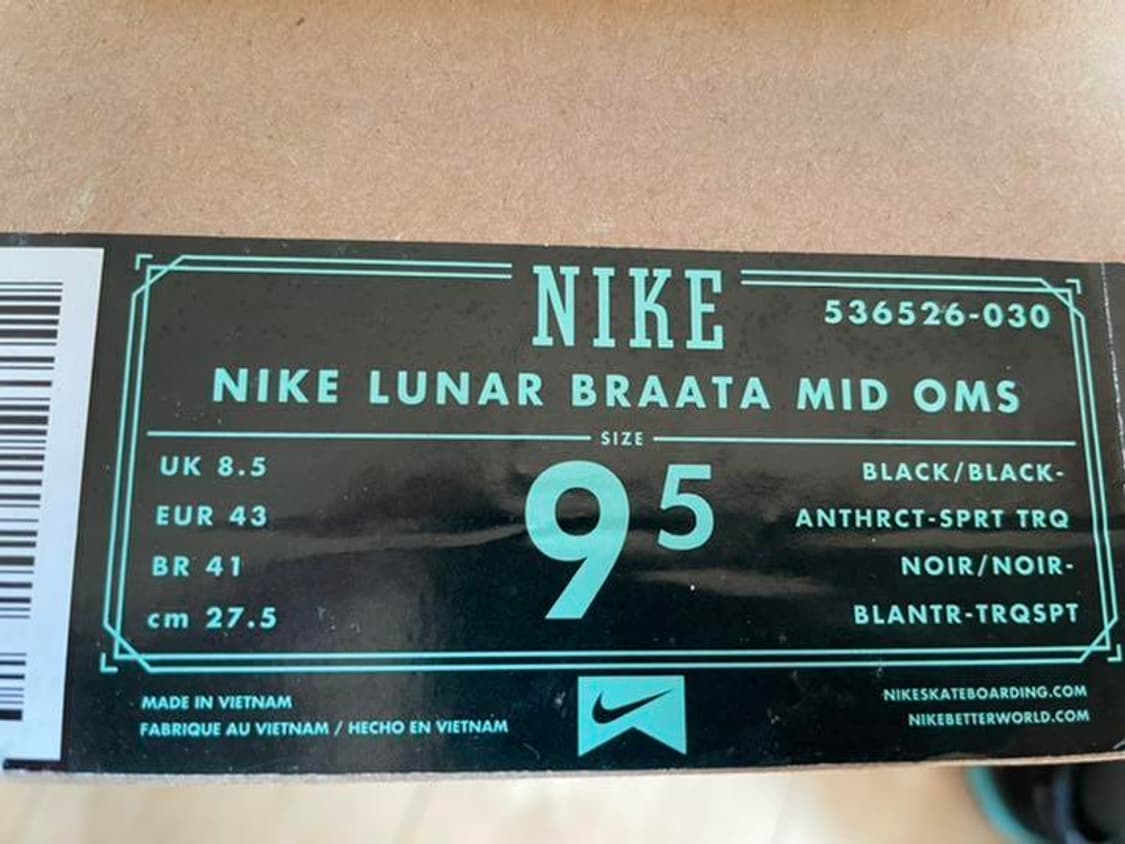 NIKE
536526-030
NIKE LUNAR BRAATA MID OMS
SIZE
UK 8.5
EUR 43
BR 41
cm 27.5
9 5
BLACK/BLACK-
ANTHRCT-SPRT TRQ
NOIR/NOIR-
BLANTR-TRQSPT
MADE IN VIETNAM
FABRIQUE AU VIETNAM / HECHO EN VIETNAM
NIKESKATEBOARDING.COM
NIKEBETTERWORLD.COM